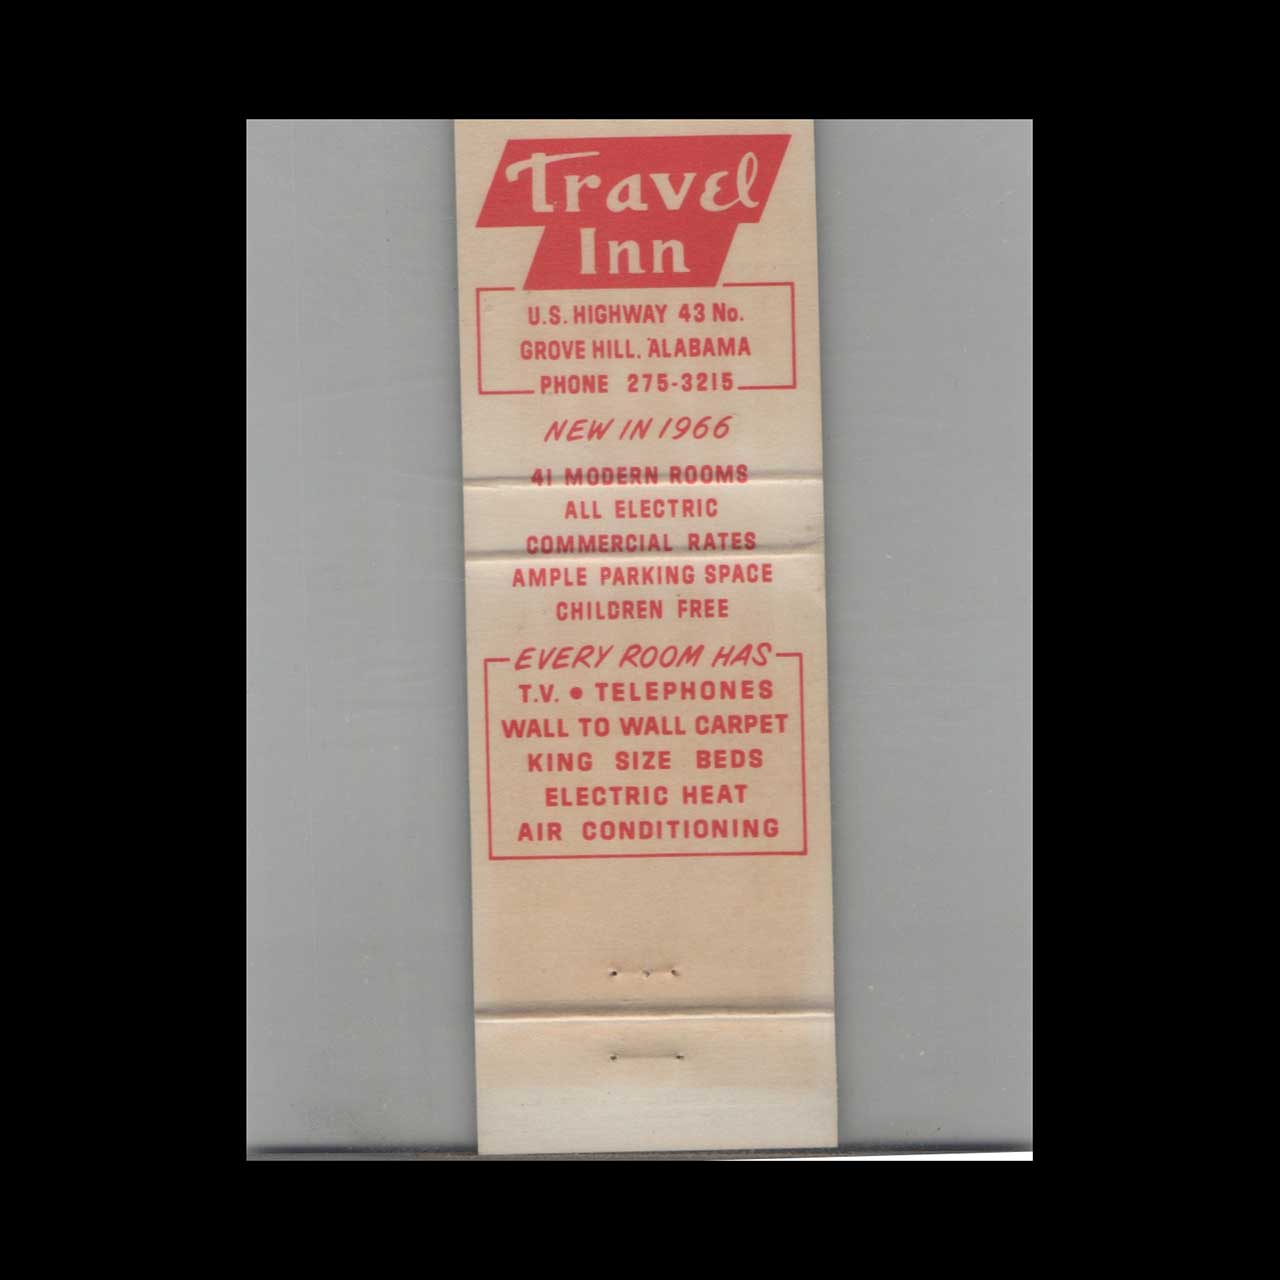 Travel
Inn
U.S. HIGHWAY 43 No.
GROVE HILL, ALABAMA
PHONE 275-3215
NEW IN 1966
41 MODERN ROOMS
ALL ELECTRIC
COMMERCIAL RATES
AMPLE PARKING SPACE
CHILDREN FREE
EVERY ROOM HAS
T.V. • TELEPHONES
WALL TO WALL CARPET
KING SIZE BEDS
ELECTRIC HEAT
AIR CONDITIONING